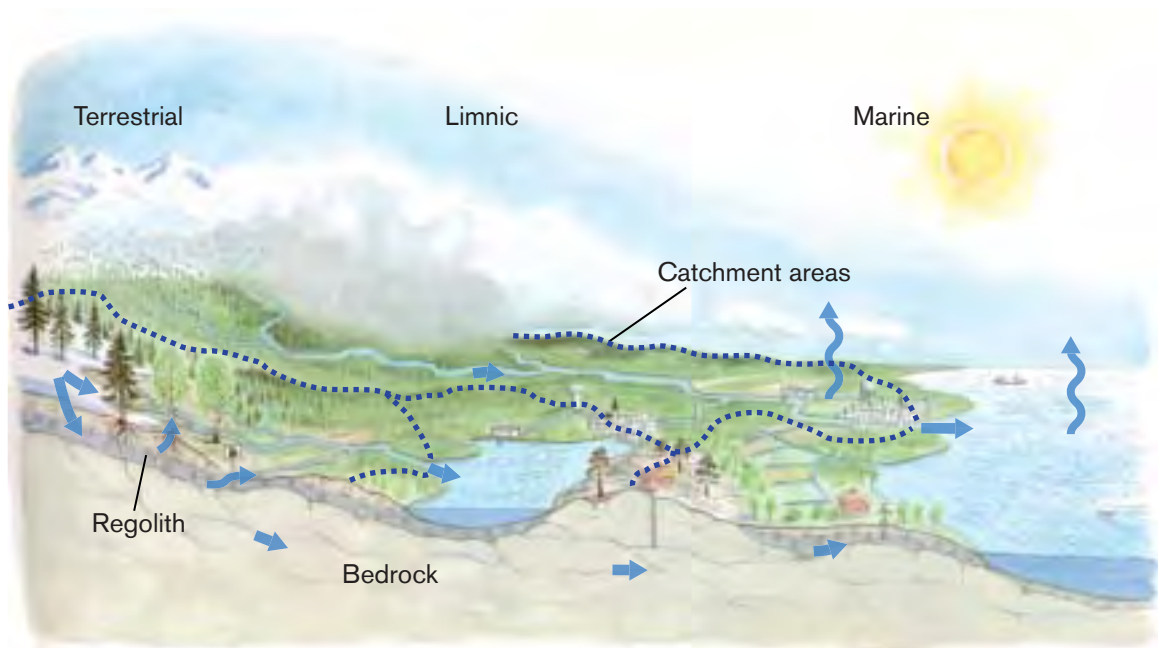 Terrestrial
Limnic
Marine
Catchment areas
Regolith
Bedrock